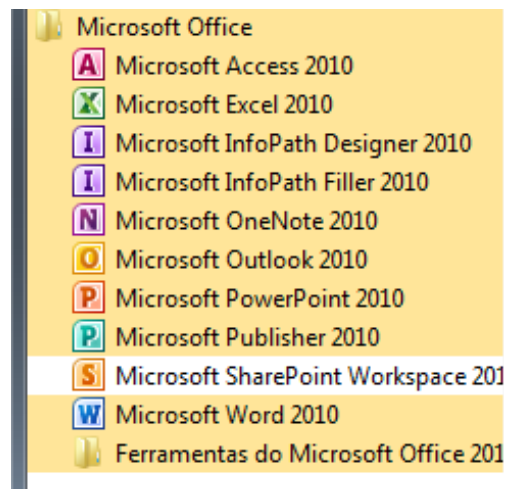 Microsoft Office
A Microsoft Access 2010
X Microsoft Excel 2010
I Microsoft InfoPath Designer 2010
I Microsoft InfoPath Filler 2010
N Microsoft OneNote 2010
O Microsoft Outlook 2010
P Microsoft PowerPoint 2010
P Microsoft Publisher 2010
S Microsoft SharePoint Workspace 201
W Microsoft Word 2010
Ferramentas do Microsoft Office 201